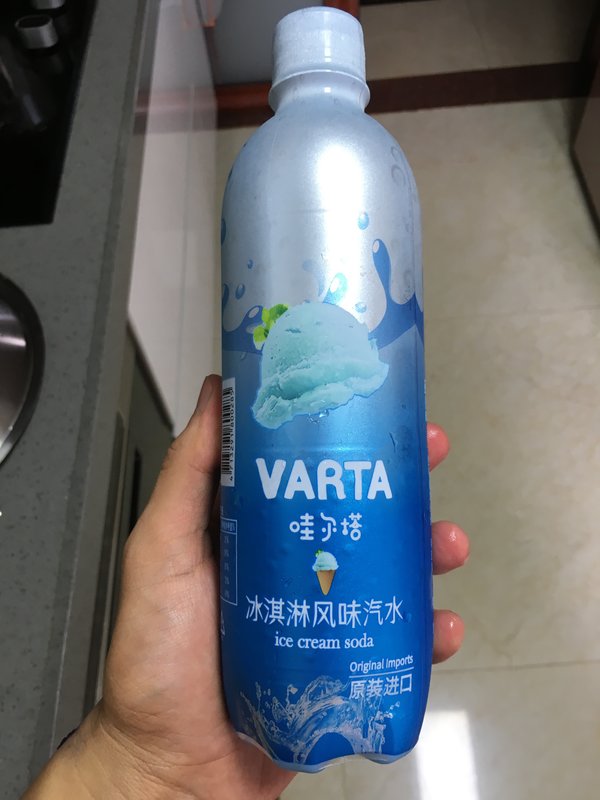 VARTA
哇尔塔
冰淇淋风味汽水
ice cream soda
Original Imports
原装进口